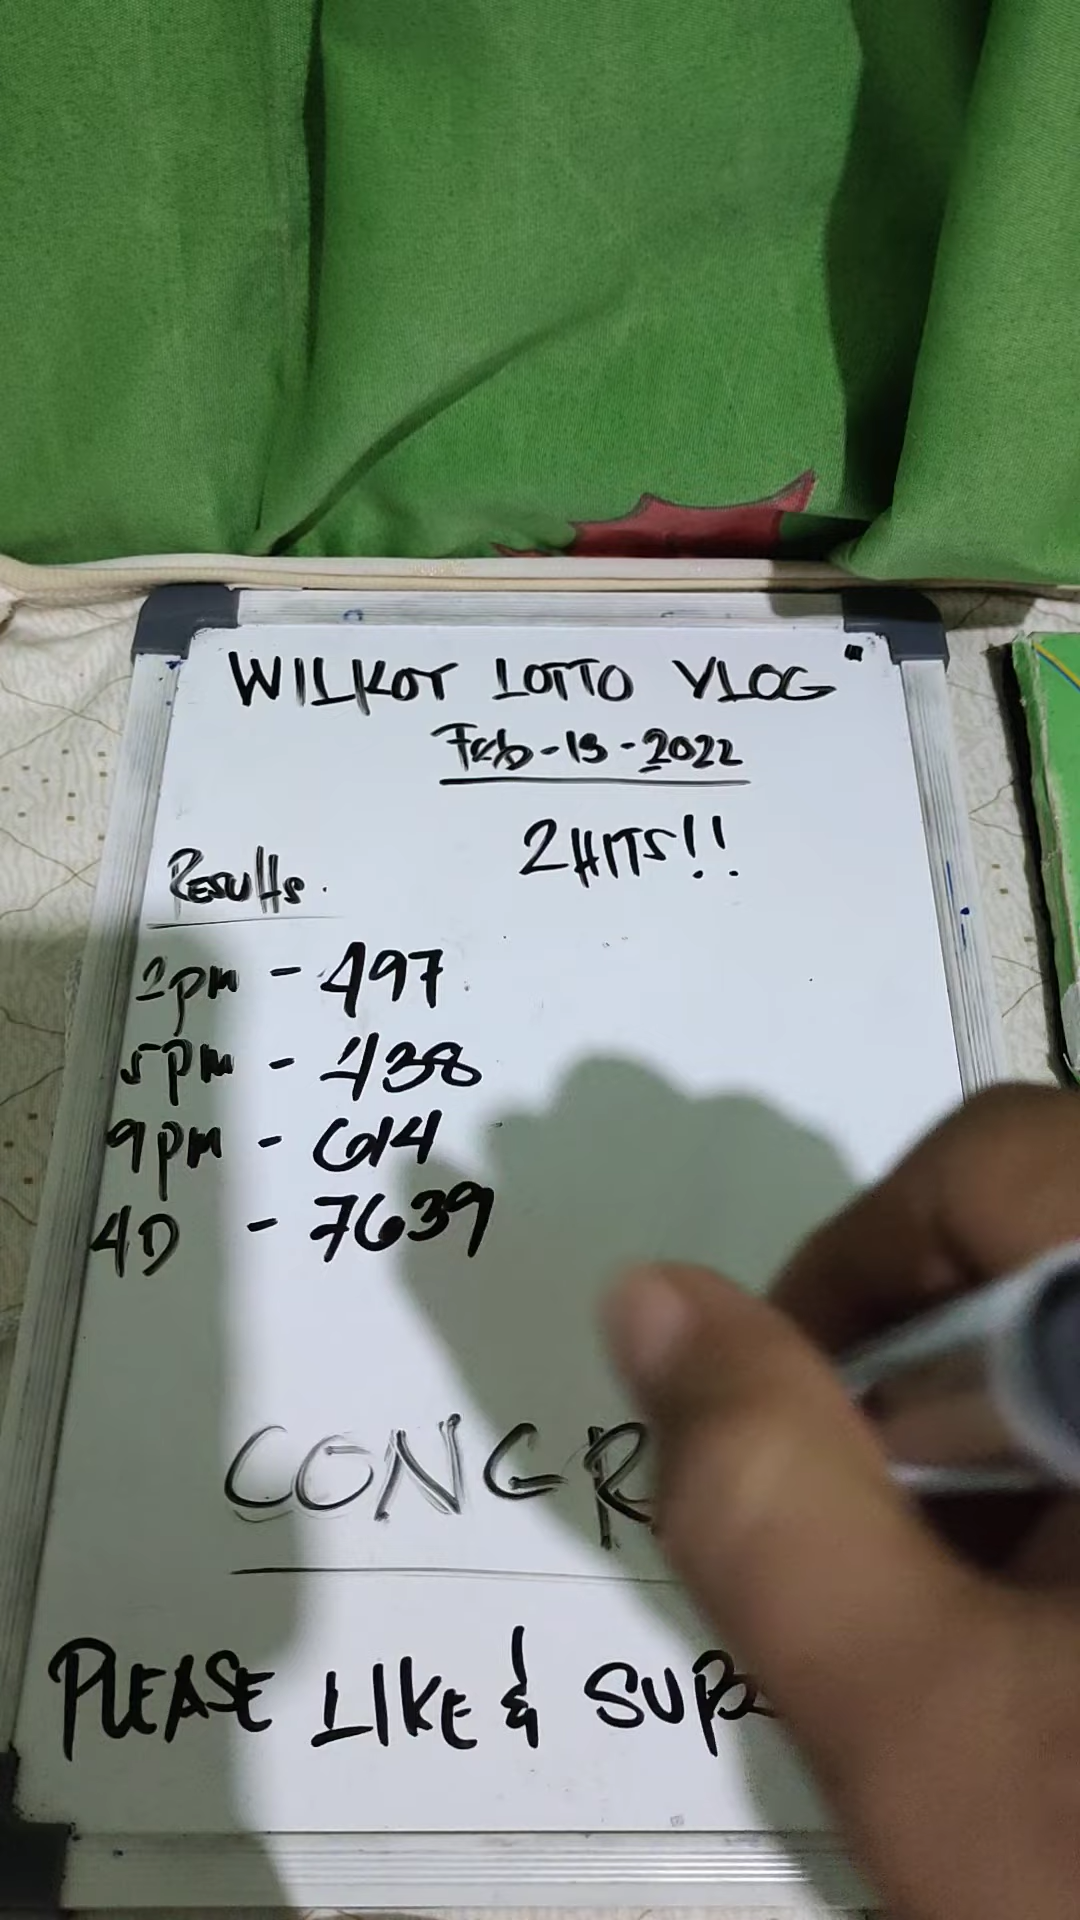 WILKOT LOTTO VLOG
Feb-13-2022
2HITS!!
Results.
2pm - 497
5pm - 438
9pm - 614
4D - 7639
CONGR
PLEASE LIKE & SUB